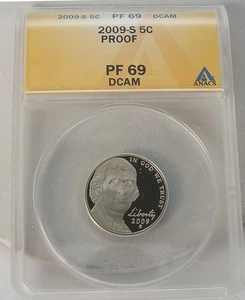 2009-S 5C PF 69 DCAM
2009-S 5C
PROOF
PF 69
DCAM
ANACS
IN GOD WE TRUST
Liberty
2009
S